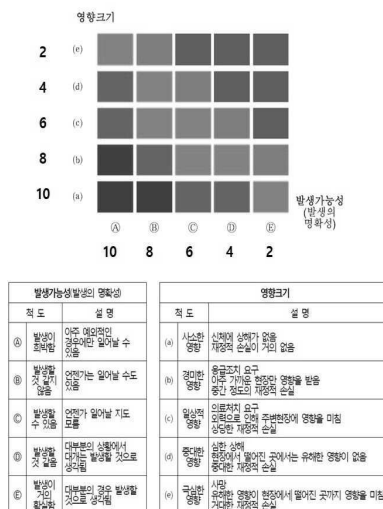 영향크기
2 (e)
4 (d)
6 (c)
8 (b)
10 (a)
발생가능성
(발생의
명확성)
Ⓐ Ⓑ Ⓒ Ⓓ Ⓔ
10 8 6 4 2
발생가능성(발생의 명확성)
척 도 설 명
Ⓐ 발생이 희박함 아주 예외적인 경우에만 일어날 수 있음
Ⓑ 발생할 것 같지 않음 언젠가는 일어날 수도 있음
Ⓒ 발생할 수 있음 언젠가 일어날 지도 모름
Ⓓ 발생할 것 같음 대부분의 상황에서 대개는 발생할 것으로 생각됨
Ⓔ 발생이 거의 확실함 대부분의 경우 발생할 것으로 생각됨
영향크기
척 도 설 명
(a) 사소한 영향 신체에 상해가 없음
재정적 손실이 거의 없음
(b) 경미한 영향 응급조치 요구
아주 가까운 현장만 영향을 받음
중간 정도의 재정적 손실
(c) 일상적 영향 의료처치 요구
외력으로 인해 주변현장에 영향을 미침
상당한 재정적 손실
(d) 중대한 영향 심한 상해
현장에서 떨어진 곳에서는 유해한 영향이 없음
중대한 재정적 손실
(e) 극심한 영향 사망
유해한 영향이 현장에서 떨어진 곳까지 영향을 미침
거대한 재정적 손실